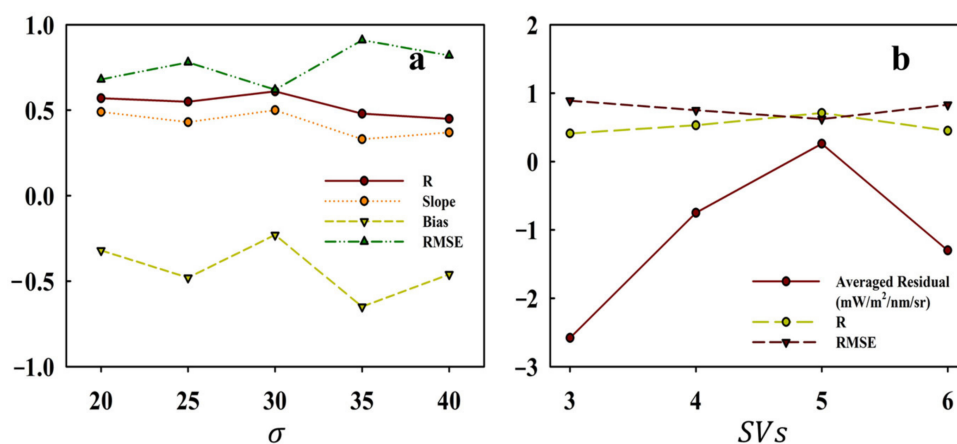 1.0
0.5
0.0
−0.5
−1.0
a
R
Slope
Bias
RMSE
20 25 30 35 40
σ
2
1
0
−1
−2
−3
b
Averaged Residual
(mW/m²/nm/sr)
R
RMSE
3 4 5 6
SVs